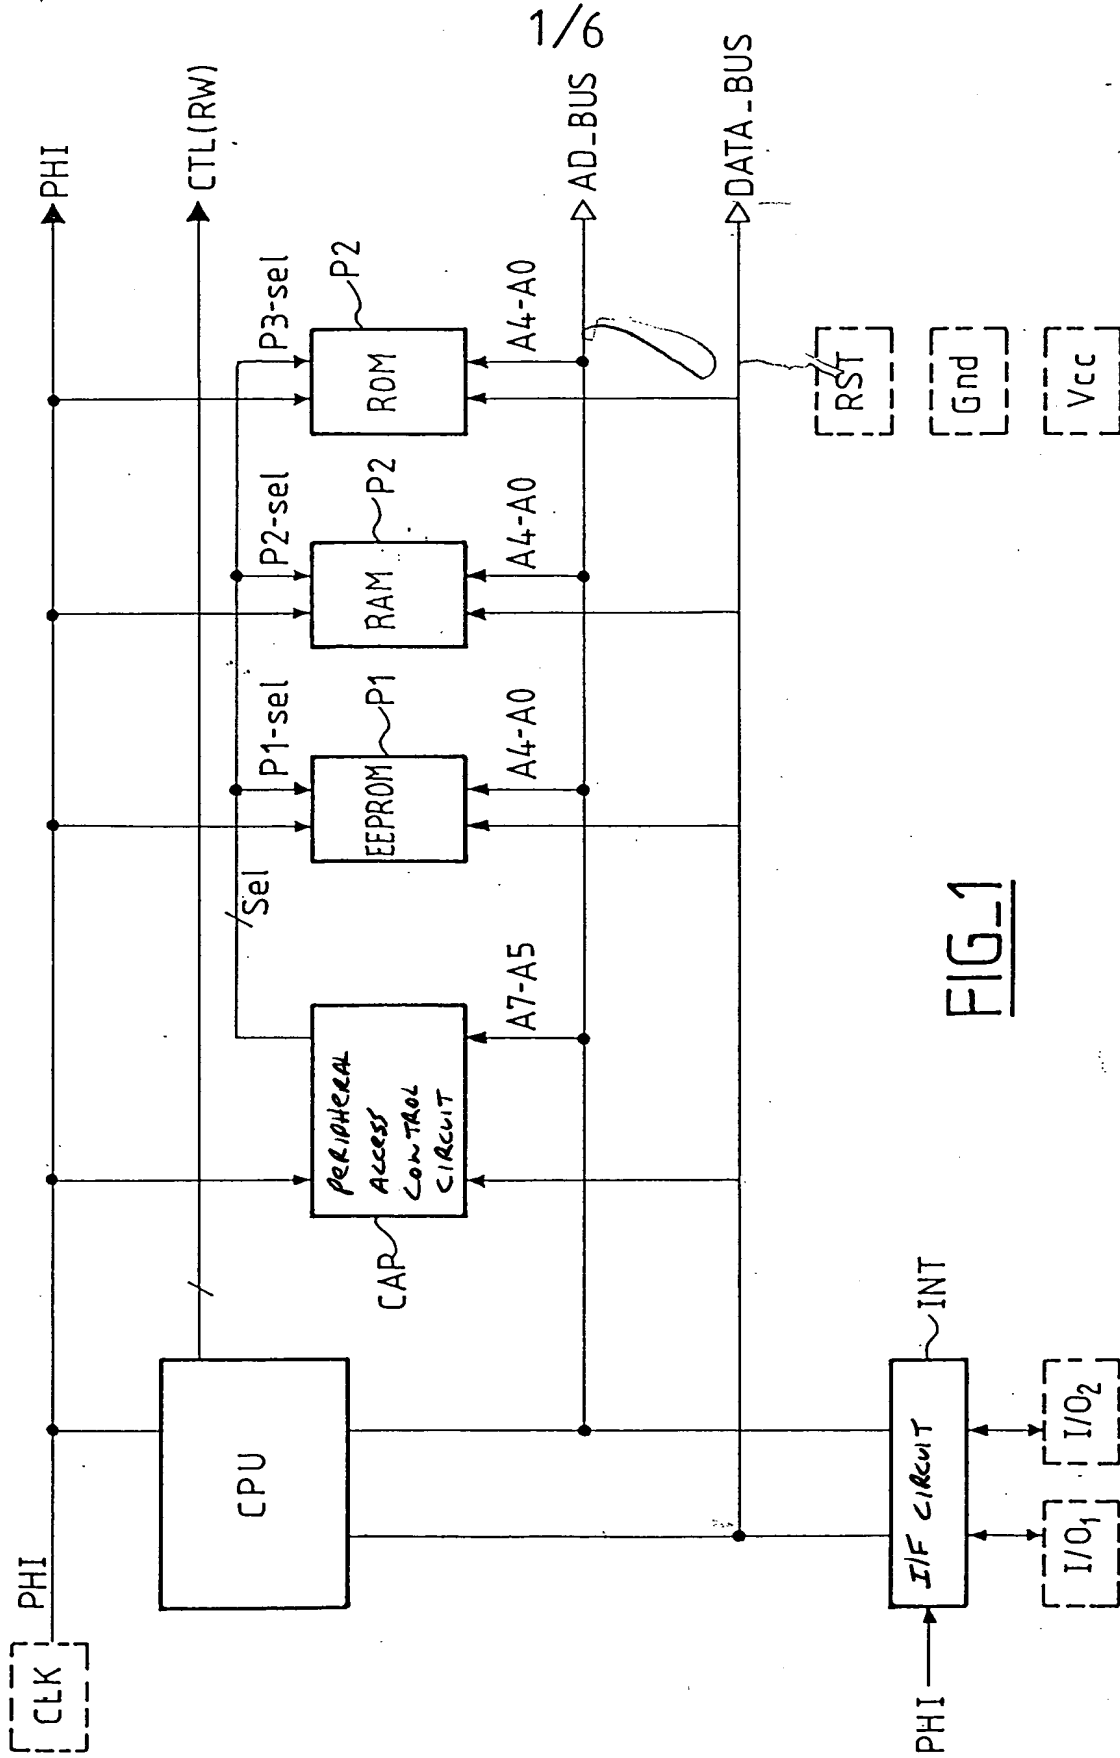 1/6
CLK
PHI
PHI
CTL(RW)
CPU
Sel
P1-sel
P2-sel
P3-sel
PERIPHERAL
ACCESS
CONTROL
CIRCUIT
CAP
EEPROM
P1
RAM
P2
ROM
P2
A7-A5
A4-A0
A4-A0
A4-A0
AD_BUS
DATA_BUS
PHI
I/F CIRCUIT
INT
I/O1
I/O2
RST
Gnd
Vcc
FIG_1